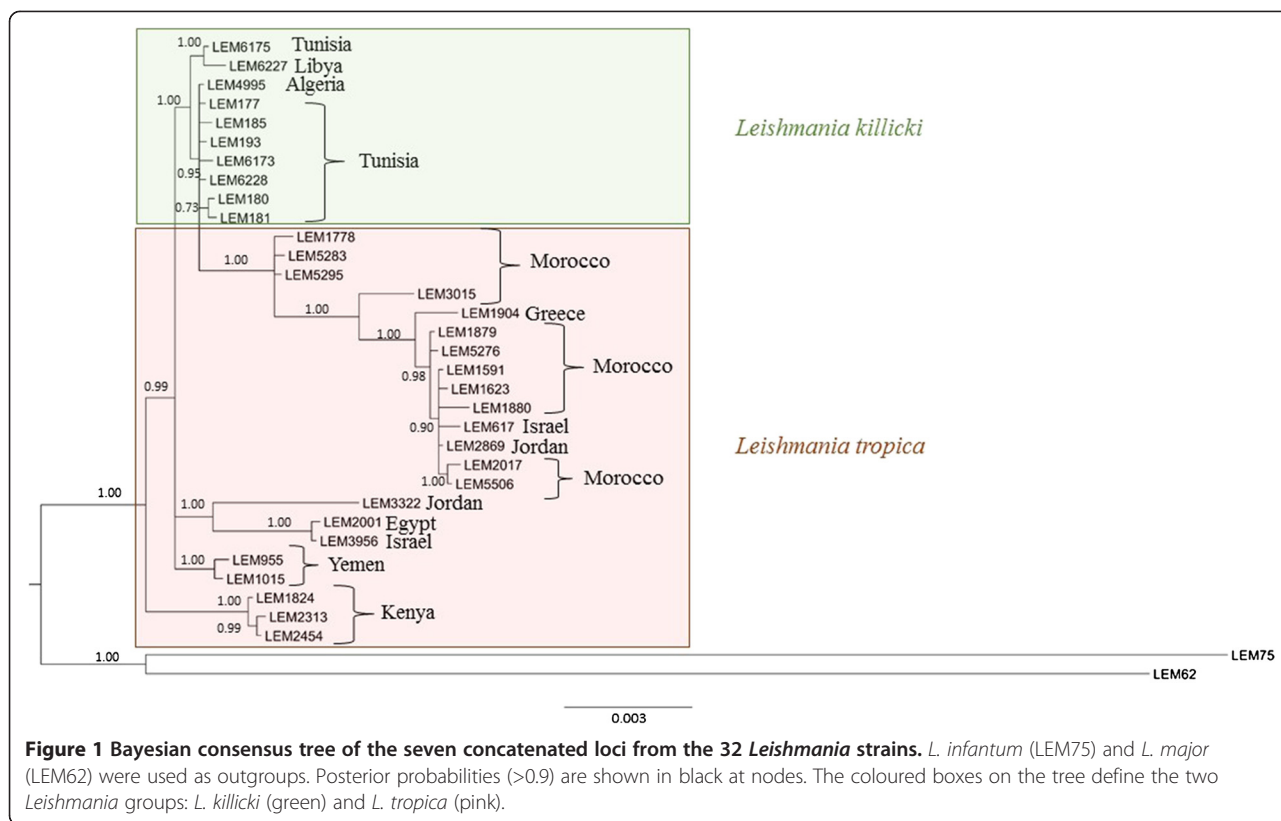 1.00 LEM6175 Tunisia
LEM6227 Libya
1.00 LEM4995 Algeria
LEM177
LEM185
LEM193
LEM6173 Tunisia
0.95 LEM6228
LEM180
0.73 LEM181
Leishmania killicki
LEM1778
1.00 LEM5283 Morocco
LEM5295
LEM3015
1.00
LEM1904 Greece
1.00 LEM1879
LEM5276
0.98 LEM1591 Morocco
LEM1623
0.99
LEM1880
0.90 LEM617 Israel
LEM2869 Jordan
LEM2017 Morocco
1.00 LEM5506
Leishmania tropica
1.00
1.00 LEM3322 Jordan
1.00 LEM2001 Egypt
LEM3956 Israel
1.00 LEM955 Yemen
LEM1015
1.00 LEM1824
LEM2313 Kenya
0.99 LEM2454
1.00 LEM75
LEM62
0.003
Figure 1 Bayesian consensus tree of the seven concatenated loci from the 32 Leishmania strains. L. infantum (LEM75) and L. major
(LEM62) were used as outgroups. Posterior probabilities (>0.9) are shown in black at nodes. The coloured boxes on the tree define the two
Leishmania groups: L. killicki (green) and L. tropica (pink).